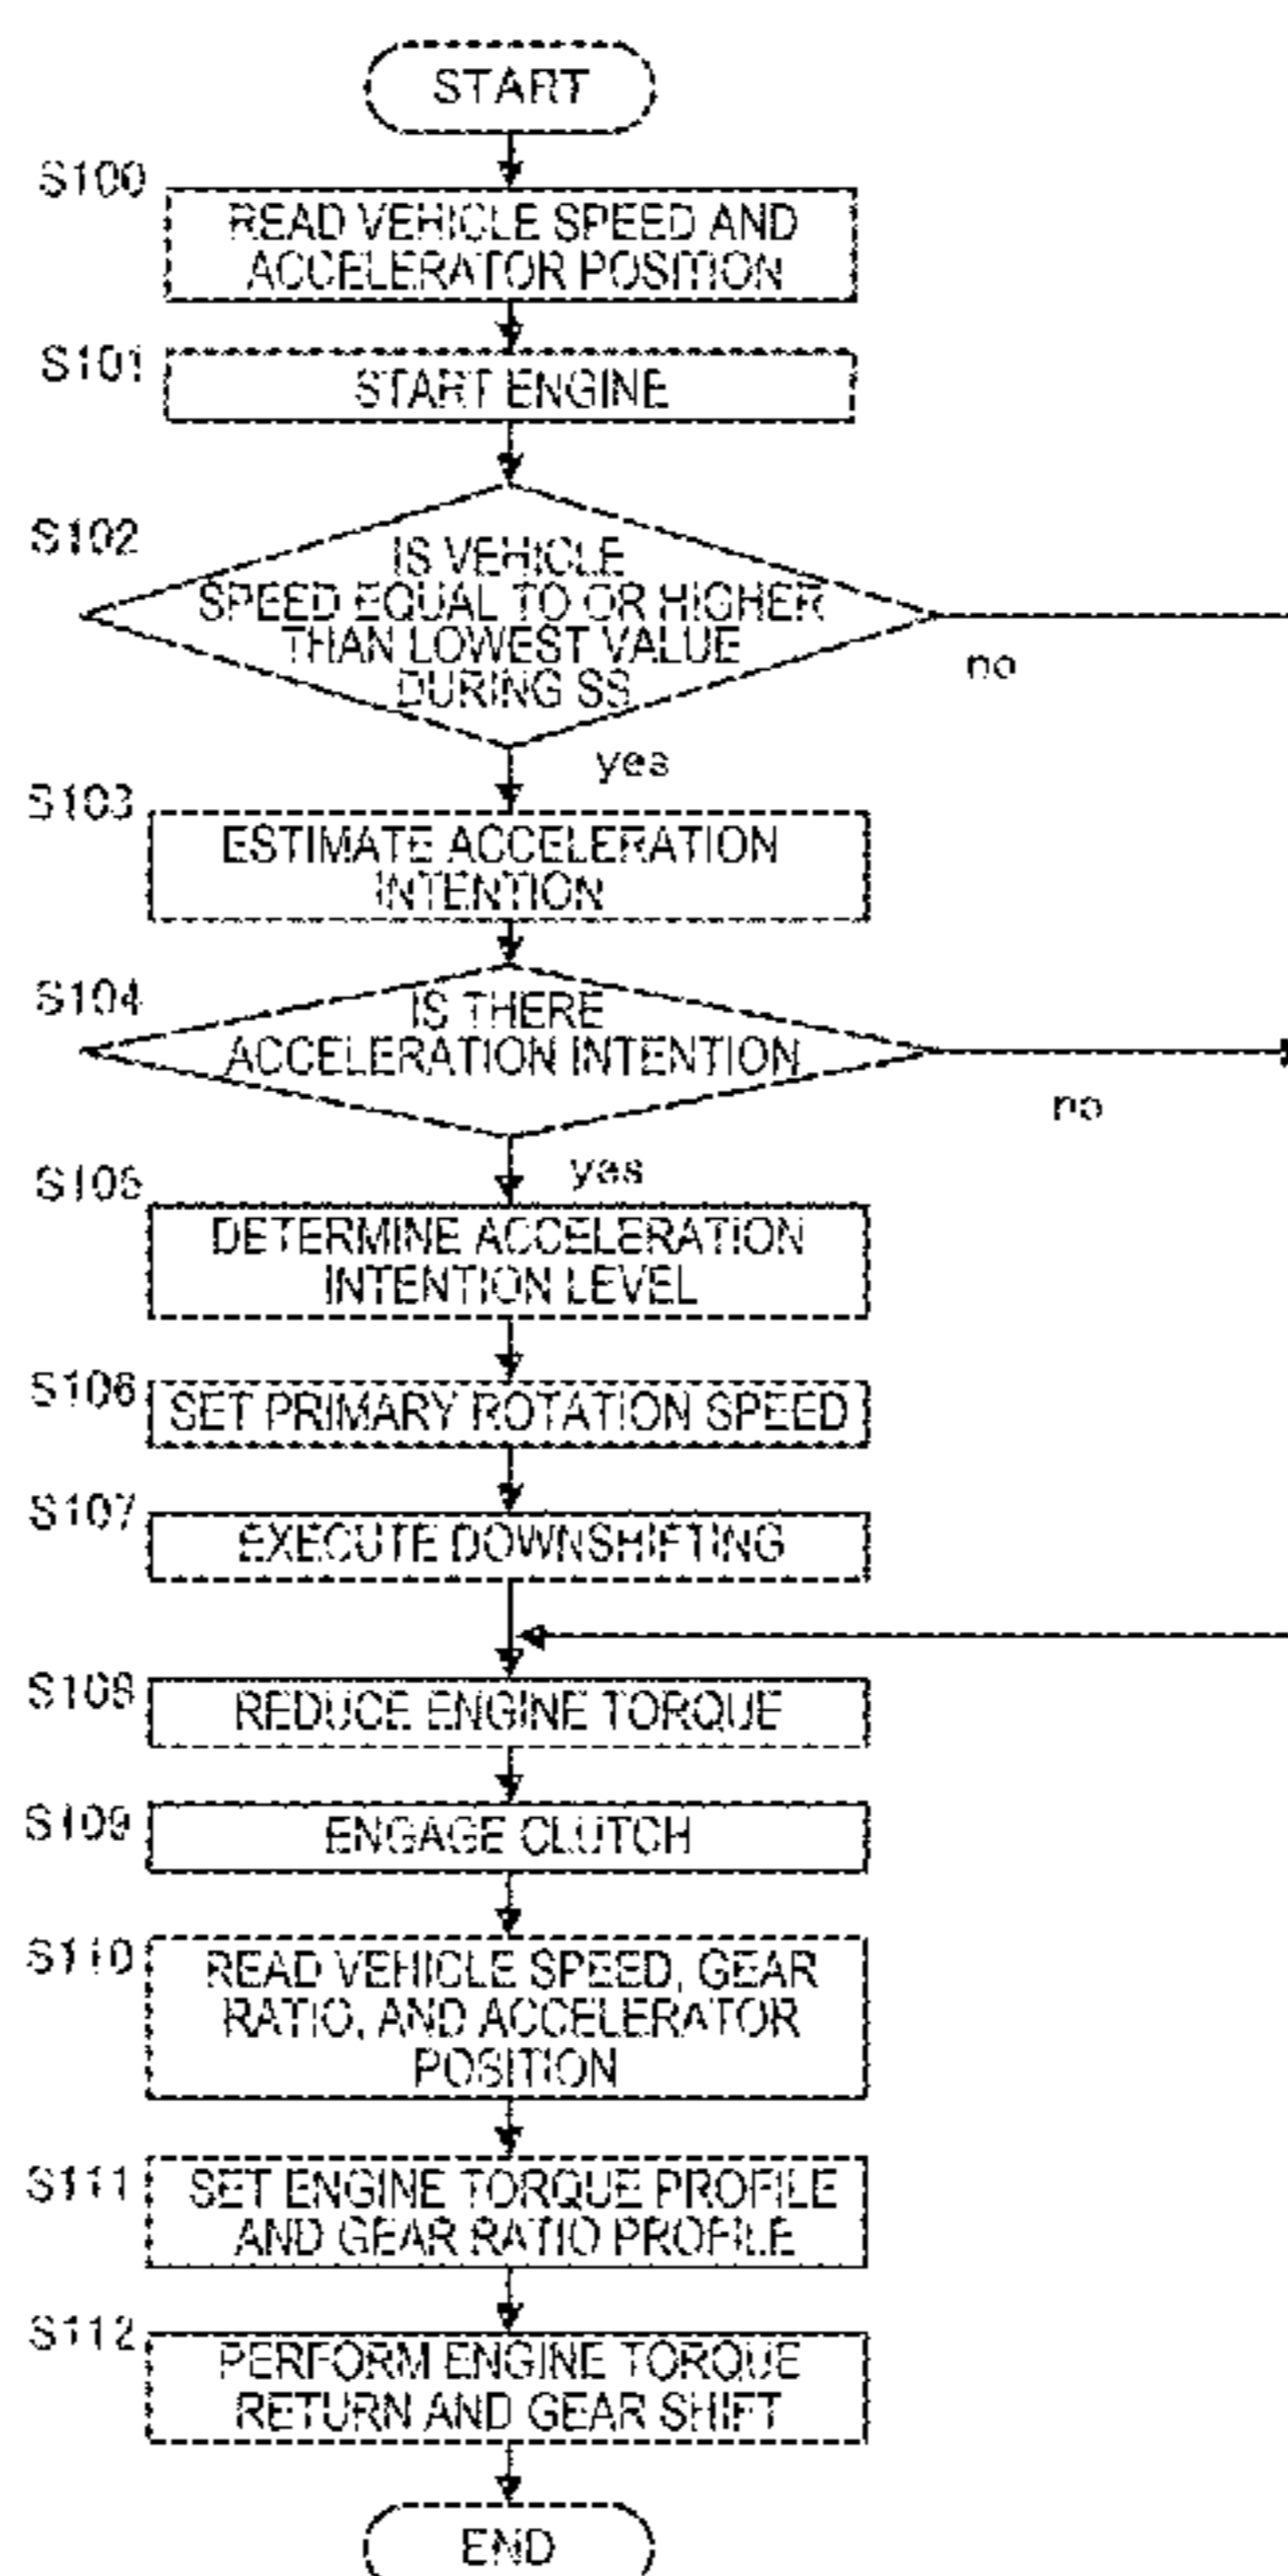 START
S100
READ VEHICLE SPEED AND
ACCELERATOR POSITION
S101
START ENGINE
S102
IS VEHICLE
SPEED EQUAL TO OR HIGHER
THAN LOWEST VALUE
DURING SS
no
yes
S103
ESTIMATE ACCELERATION
INTENTION
S104
IS THERE
ACCELERATION INTENTION
no
yes
S105
DETERMINE ACCELERATION
INTENTION LEVEL
S106
SET PRIMARY ROTATION SPEED
S107
EXECUTE DOWNSHIFTING
S108
REDUCE ENGINE TORQUE
S109
ENGAGE CLUTCH
S110
READ VEHICLE SPEED, GEAR
RATIO, AND ACCELERATOR
POSITION
S111
SET ENGINE TORQUE PROFILE
AND GEAR RATIO PROFILE
S112
PERFORM ENGINE TORQUE
RETURN AND GEAR SHIFT
END